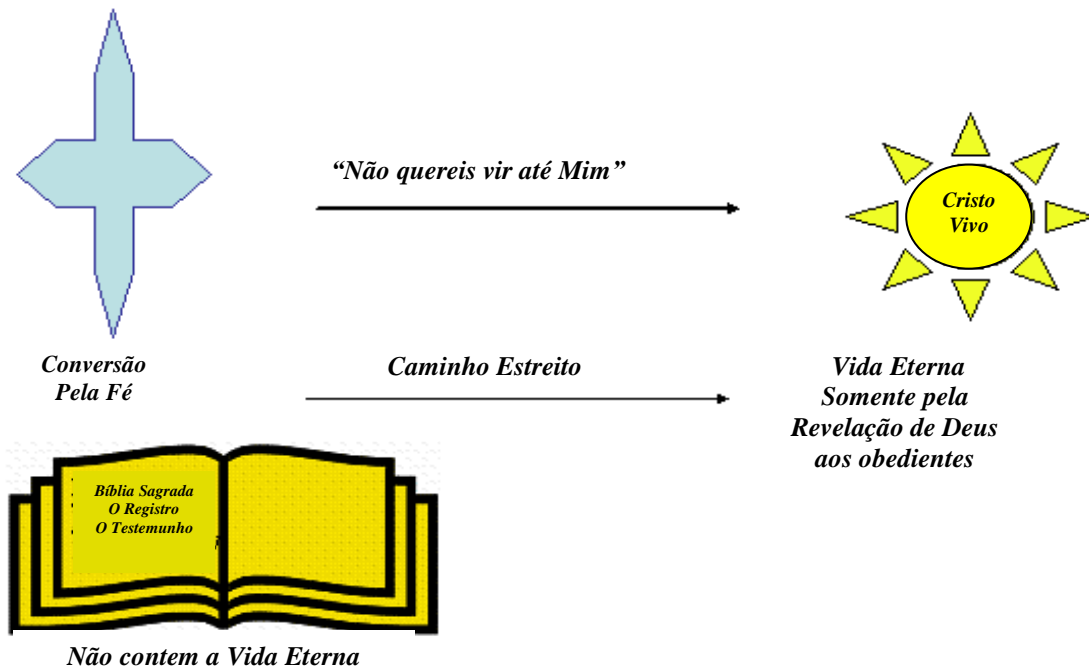 “Não quereis vir até Mim”
Cristo
Vivo
Conversão
Pela Fé
Caminho Estreito
Vida Eterna
Somente pela
Revelação de Deus
aos obedientes
Bíblia Sagrada
O Registro
O Testemunho
Não contem a Vida Eterna